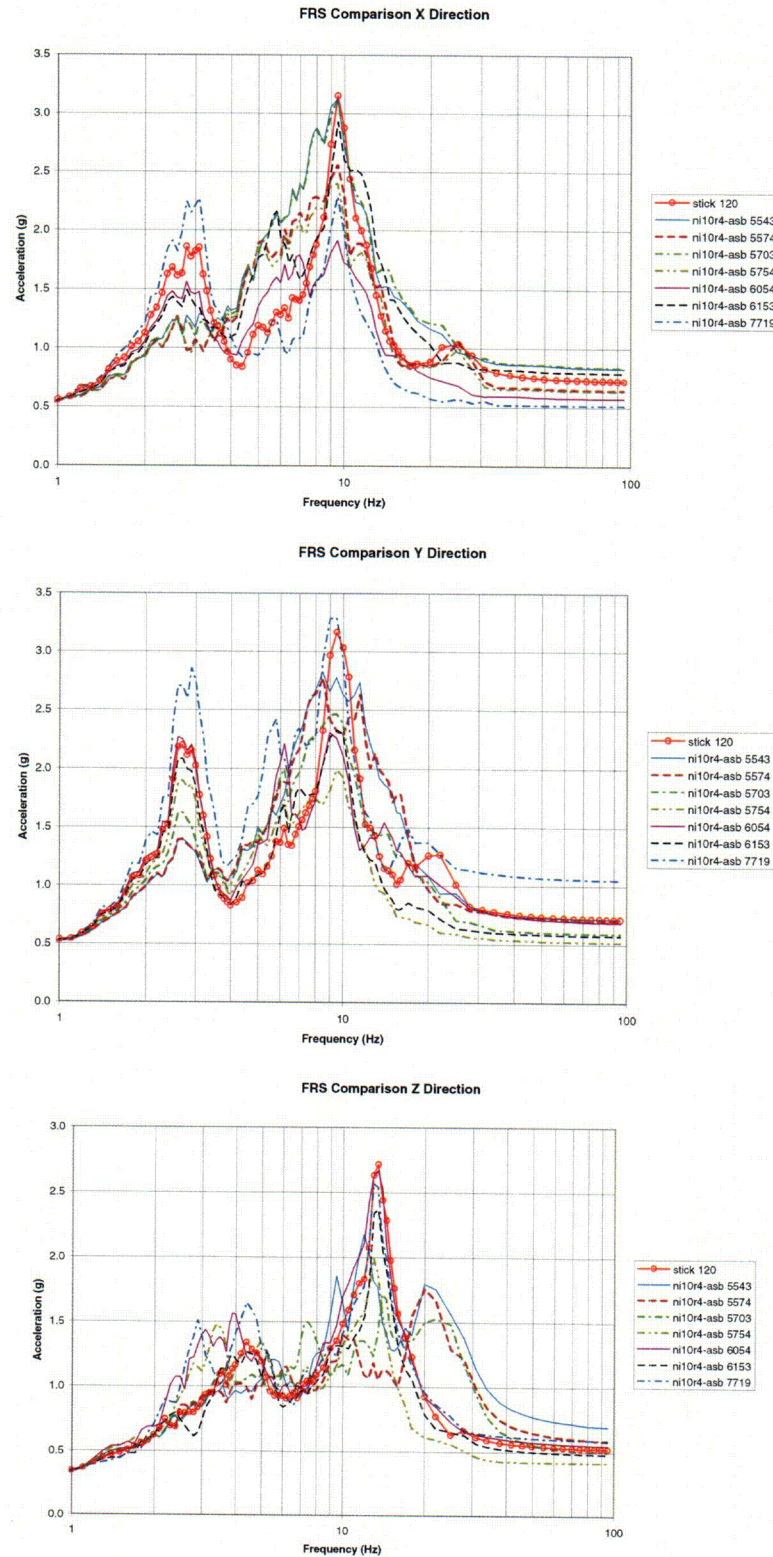 FRS Comparison X Direction
3.5
3.0
2.5
2.0
1.5
1.0
0.5
0.0
Acceleration (g)
1
10
100
Frequency (Hz)
stick 120
ni10r4-asb 5543
ni10r4-asb 5574
ni10r4-asb 5703
ni10r4-asb 5754
ni10r4-asb 6054
ni10r4-asb 6153
ni10r4-asb 7719
FRS Comparison Y Direction
3.5
3.0
2.5
2.0
1.5
1.0
0.5
0.0
Acceleration (g)
1
10
100
Frequency (Hz)
stick 120
ni10r4-asb 5543
ni10r4-asb 5574
ni10r4-asb 5703
ni10r4-asb 5754
ni10r4-asb 6054
ni10r4-asb 6153
ni10r4-asb 7719
FRS Comparison Z Direction
3.0
2.5
2.0
1.5
1.0
0.5
0.0
Acceleration (g)
1
10
100
Frequency (Hz)
stick 120
ni10r4-asb 5543
ni10r4-asb 5574
ni10r4-asb 5703
ni10r4-asb 5754
ni10r4-asb 6054
ni10r4-asb 6153
ni10r4-asb 7719